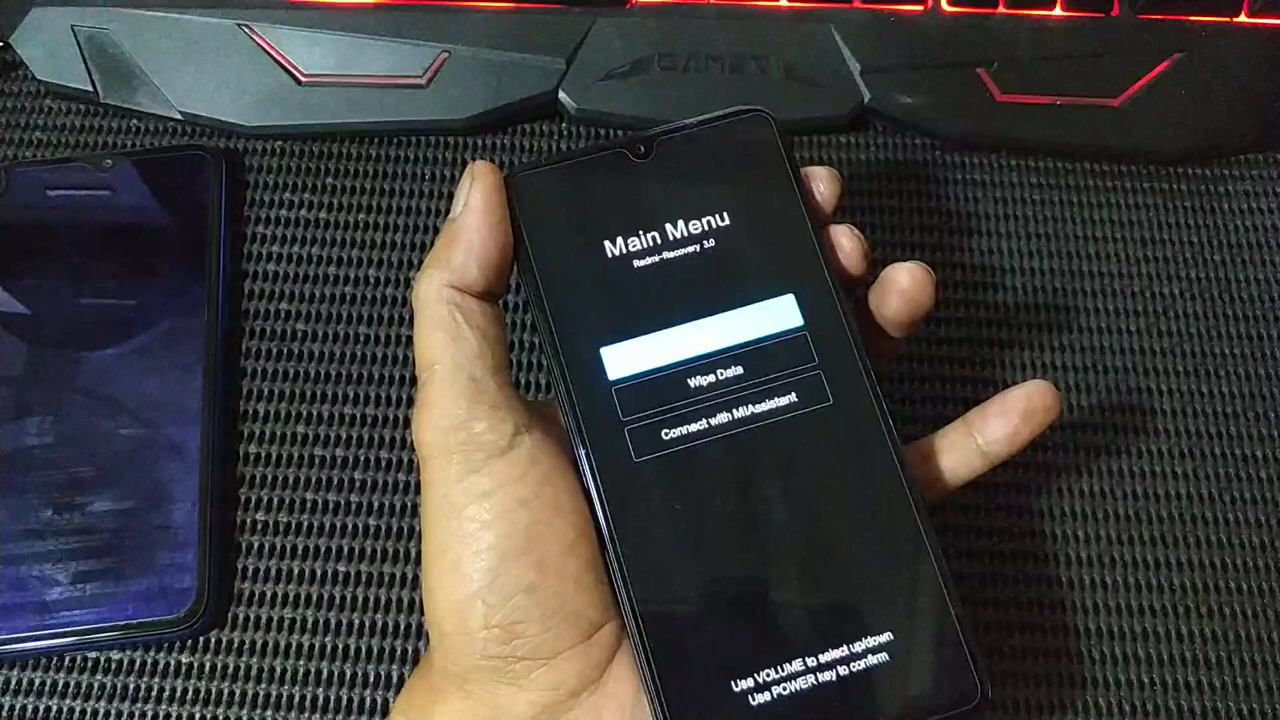 GAMER
Main Menu
Redmi-Recovery 3.0
Wipe Data
Connect with MIAssistant
Use VOLUME to select up/down
Use POWER key to confirm